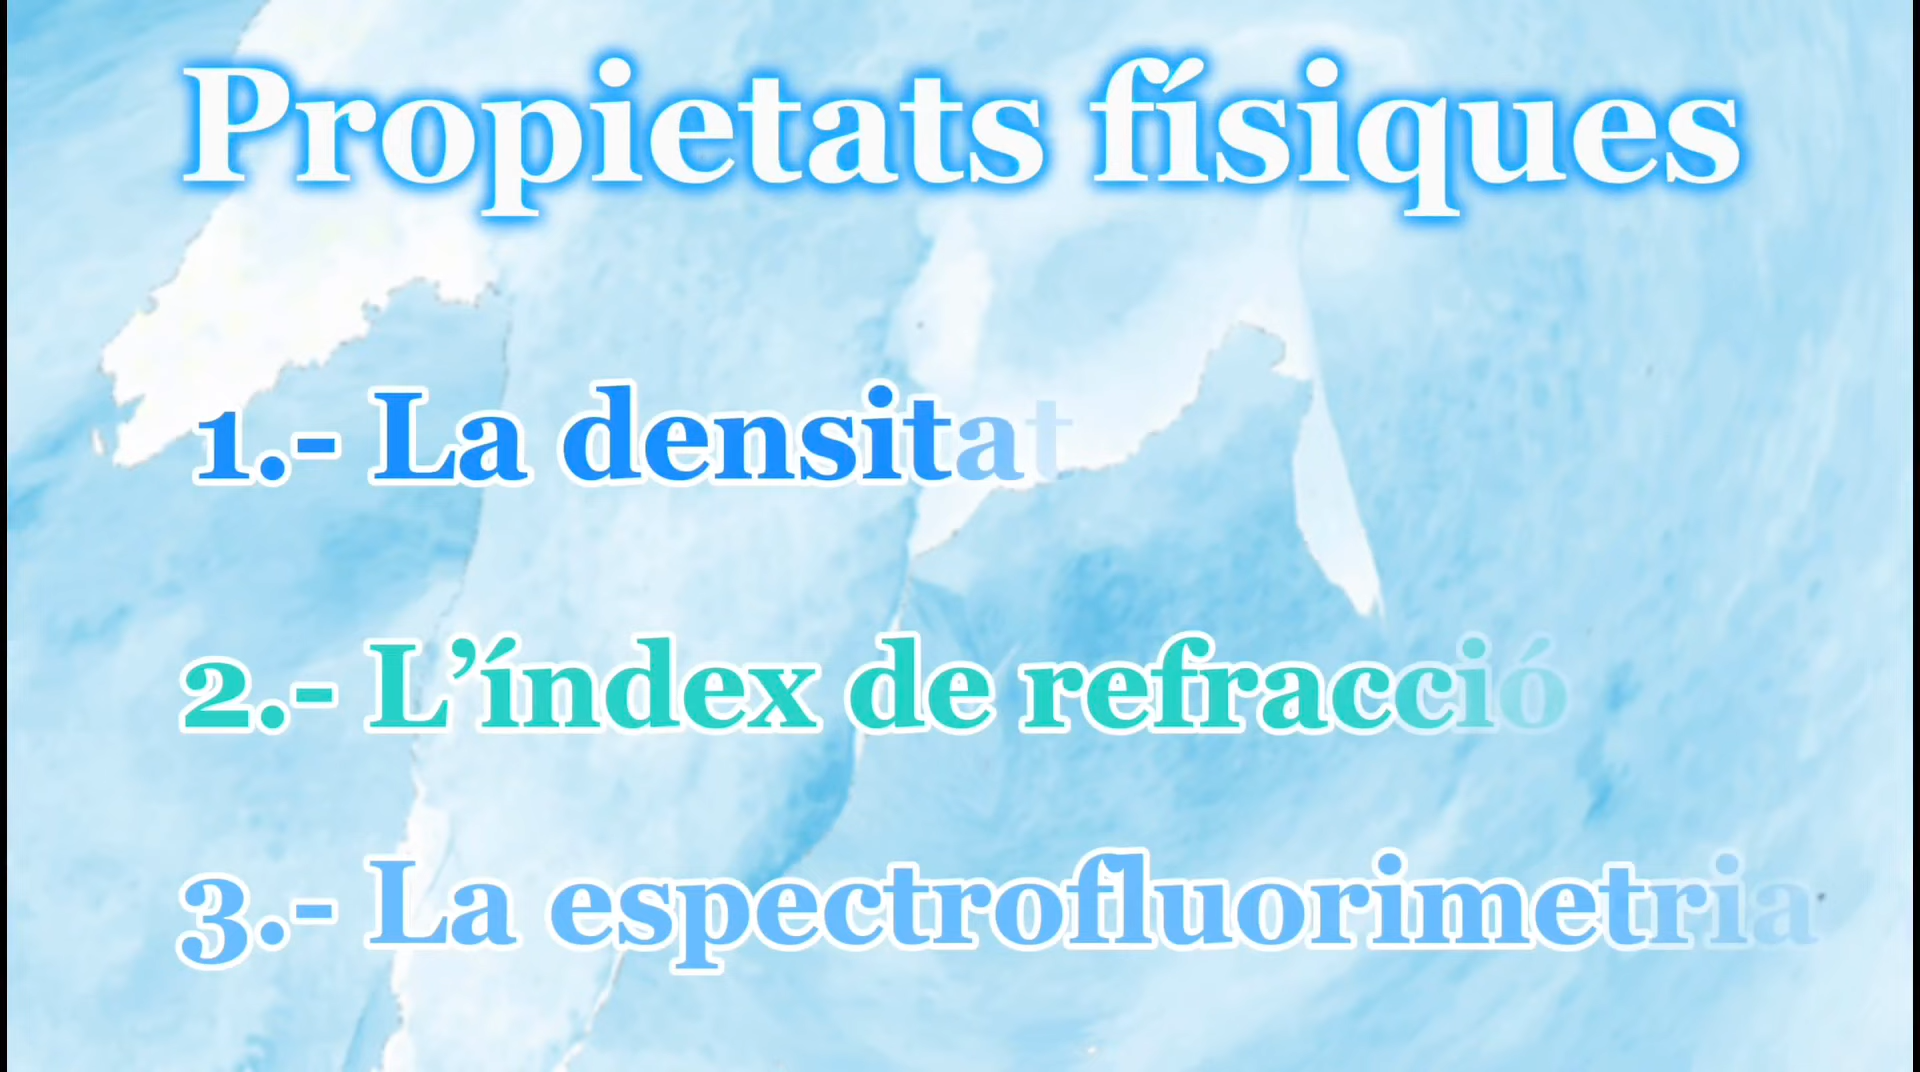 Propietats físiques
1.- La densitat
2.- L’índex de refracció
3.- La espectrofluorimetria